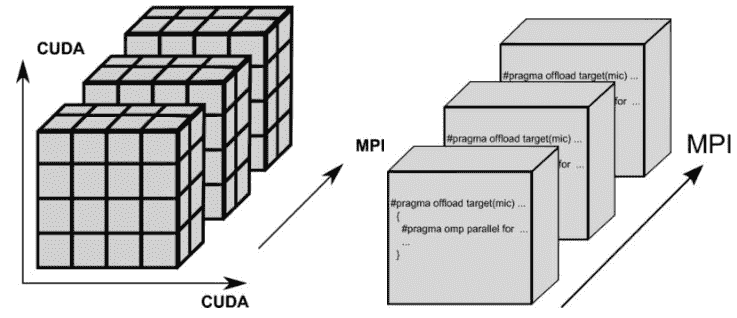 CUDA
CUDA
MPI
#pragma offload target(mic) ...
for ...
#pragma offload target(mic) ...
for ...
#pragma offload target(mic) ...
{
#pragma omp parallel for ...
...
}
MPI